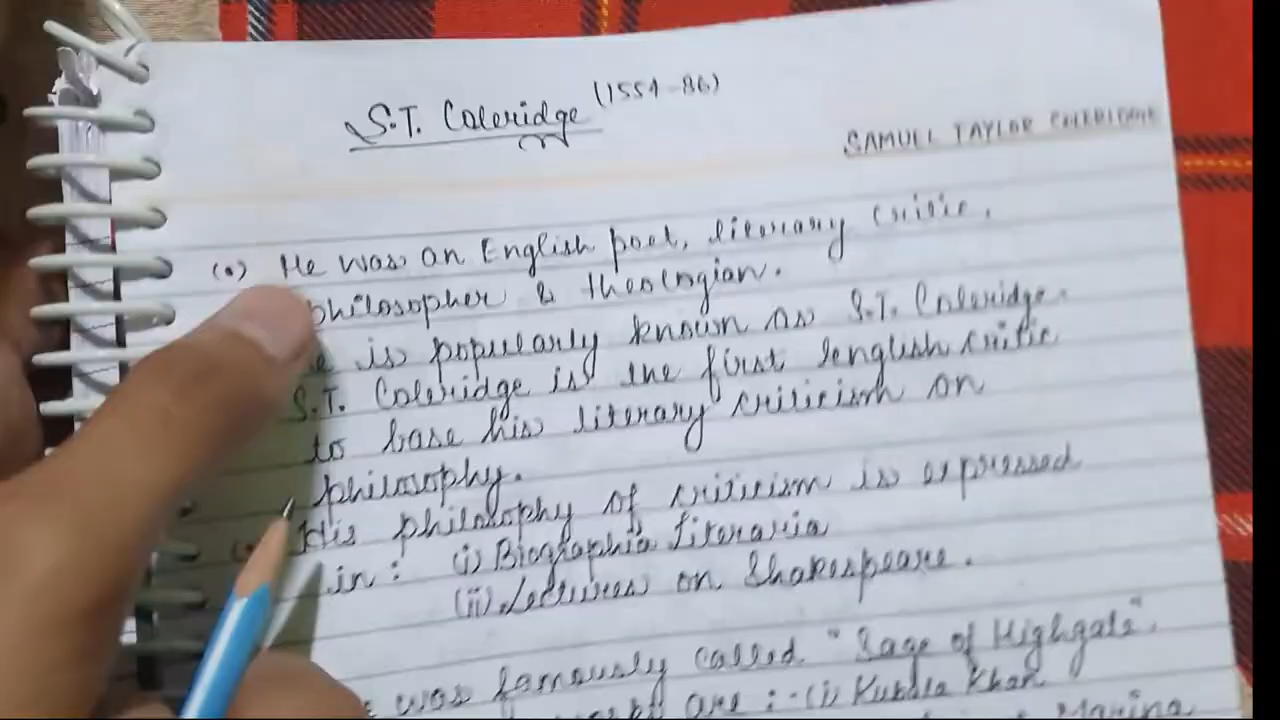 S.T. Coleridge (1554-86)
SAMUEL TAYLOR COLERIDGE
(•) He was an English poet, literary critic,
philosopher & theologian.
e is popularly known as S.T. Coleridge.
S.T. Coleridge is the first English critic
to base his literary criticism on
philosophy.
His philosophy of criticism is expressed
in : (i) Biographia Literaria
(ii) Lectures on Shakespeare.
was famously called "Sage of Highgate".
are :- (i) Kubla Khan